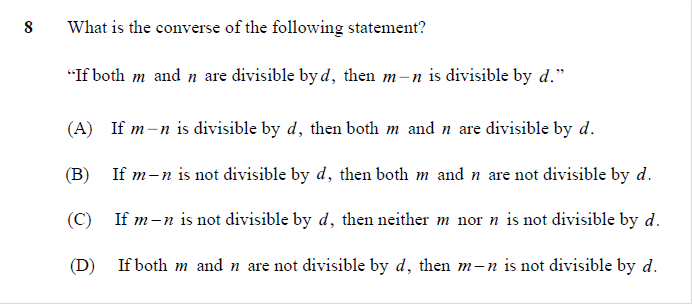 8 What is the converse of the following statement?
“If both m and n are divisible by d, then m−n is divisible by d.”
(A) If m−n is divisible by d, then both m and n are divisible by d.
(B) If m−n is not divisible by d, then both m and n are not divisible by d.
(C) If m−n is not divisible by d, then neither m nor n is not divisible by d.
(D) If both m and n are not divisible by d, then m−n is not divisible by d.